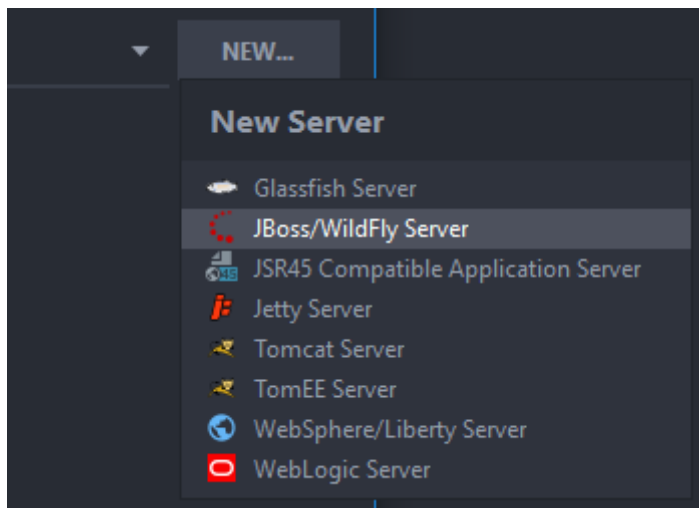 NEW...
New Server
Glassfish Server
JBoss/WildFly Server
45 JSR45 Compatible Application Server
Jetty Server
Tomcat Server
TomEE Server
WebSphere/Liberty Server
WebLogic Server